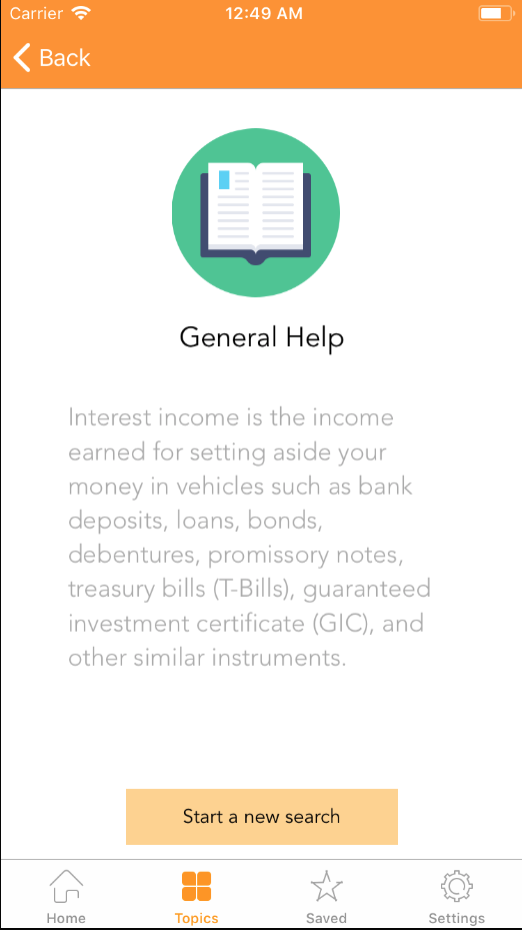 Carrier
12:49 AM
Back
General Help
Interest income is the income
earned for setting aside your
money in vehicles such as bank
deposits, loans, bonds,
debentures, promissory notes,
treasury bills (T-Bills), guaranteed
investment certificate (GIC), and
other similar instruments.
Start a new search
Home
Topics
Saved
Settings